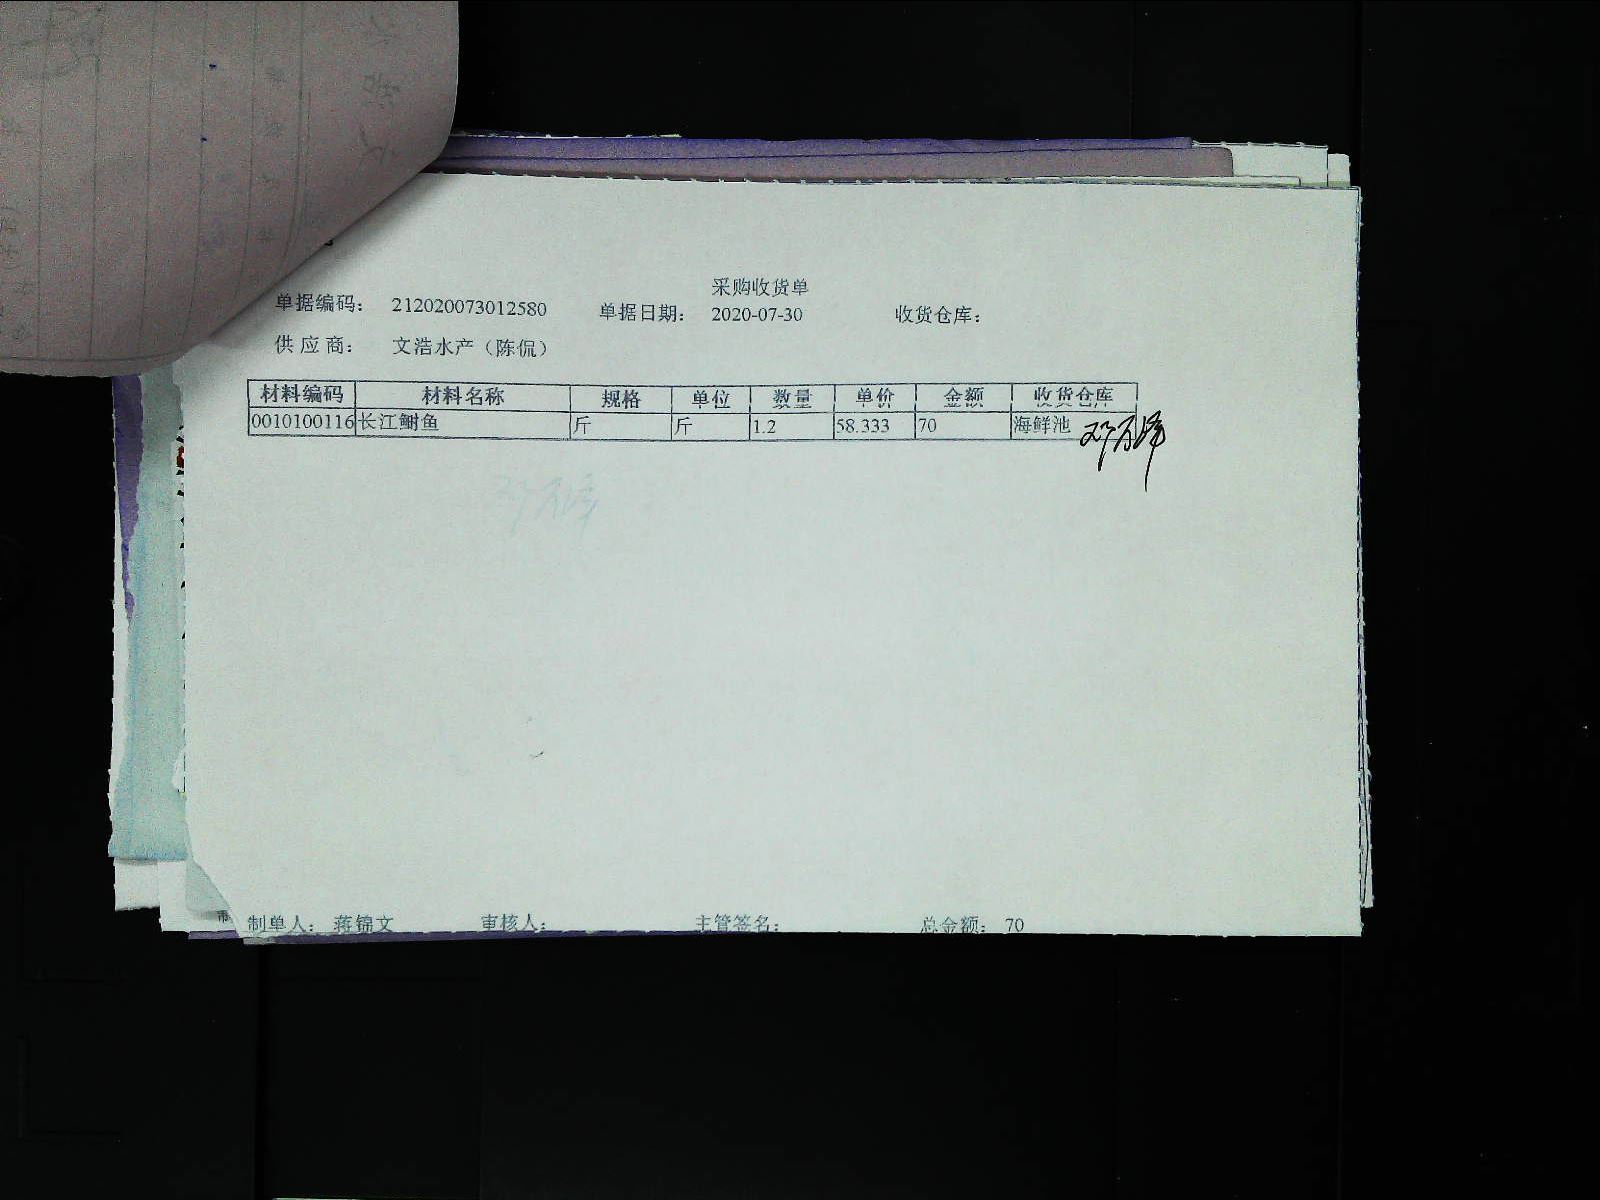 采购收货单
单据编码： 212020073012580 单据日期： 2020-07-30 收货仓库：
供应商： 文浩水产（陈侃）
材料编码 材料名称 规格 单位 数量 单价 金额 收货仓库
0010100116 长江鲥鱼 斤 斤 1.2 58.333 70 海鲜池
制单人： 蒋锦文 审核人： 主管签名： 总金额： 70